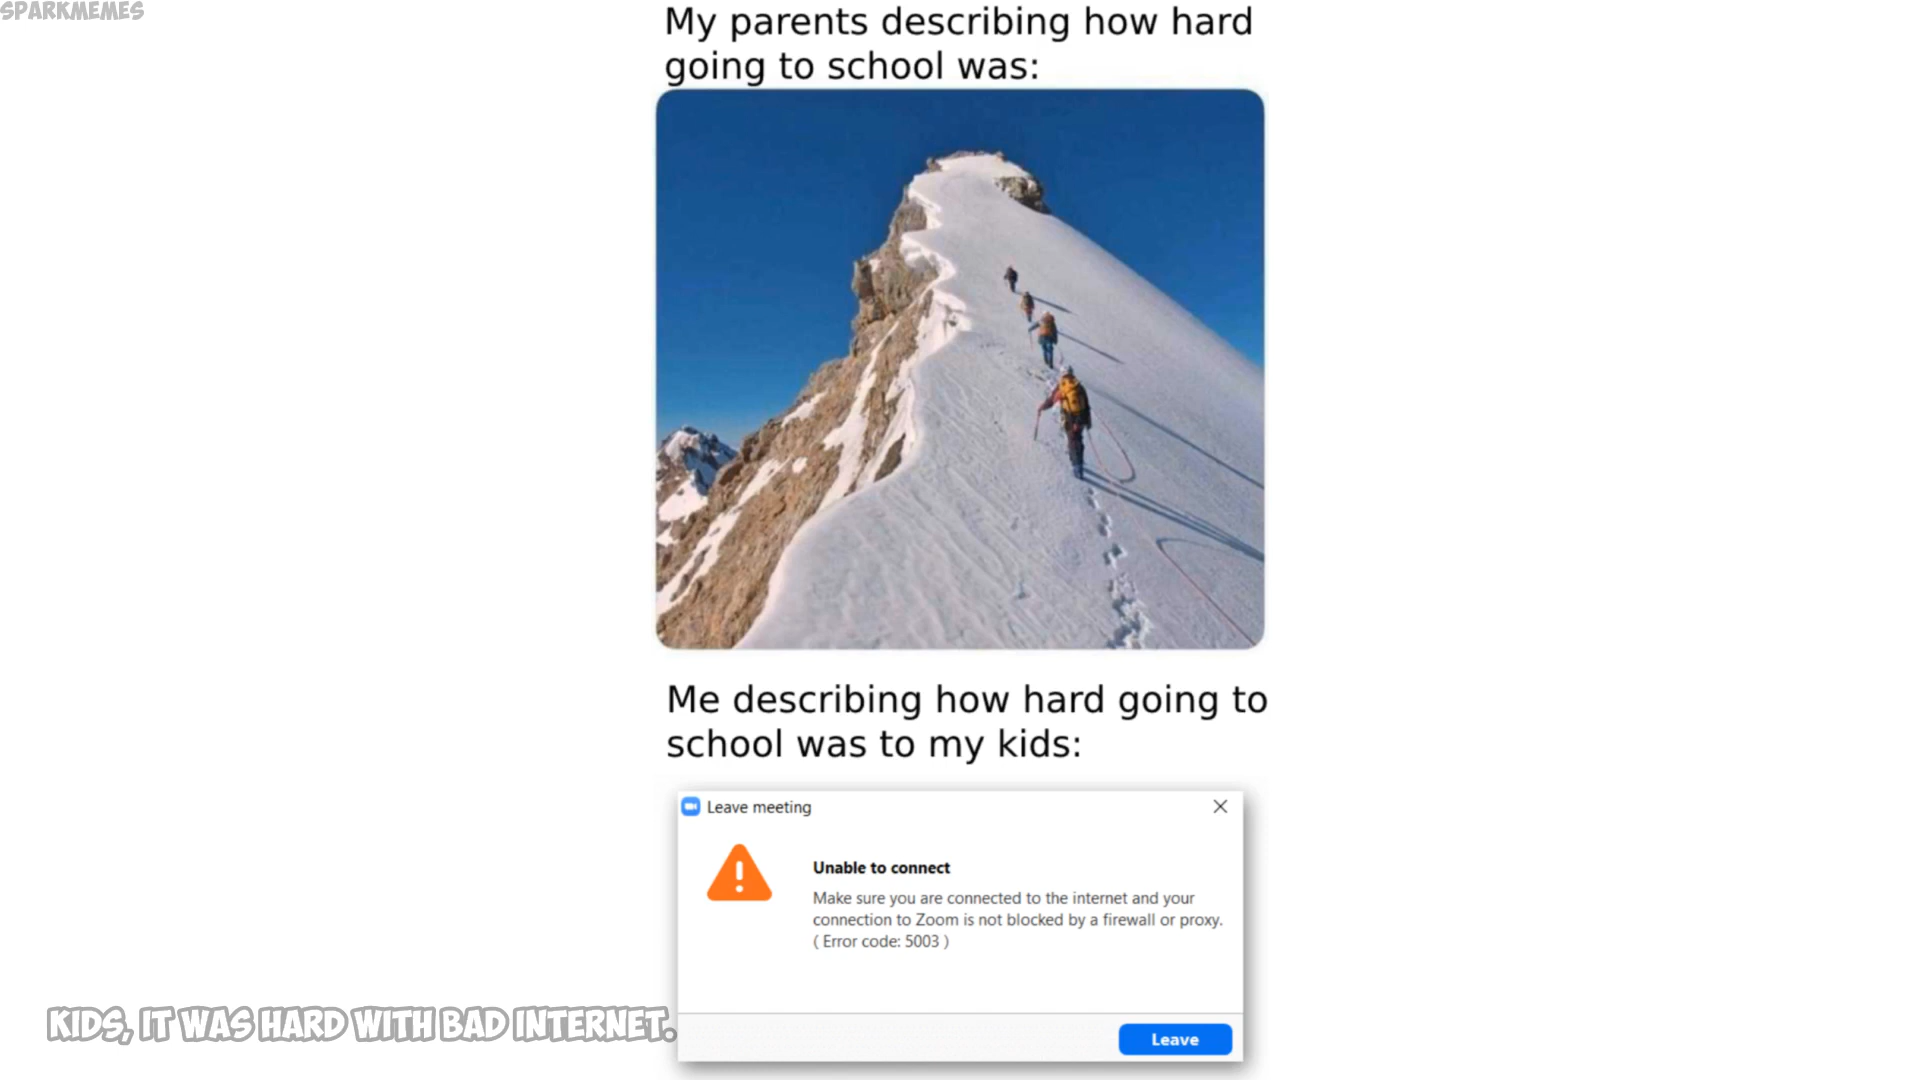 SPARKMEMES
My parents describing how hard
going to school was:
Me describing how hard going to
school was to my kids:
Leave meeting
Unable to connect
Make sure you are connected to the internet and your
connection to Zoom is not blocked by a firewall or proxy.
( Error code: 5003 )
Leave
KIDS, IT WAS HARD WITH BAD INTERNET.